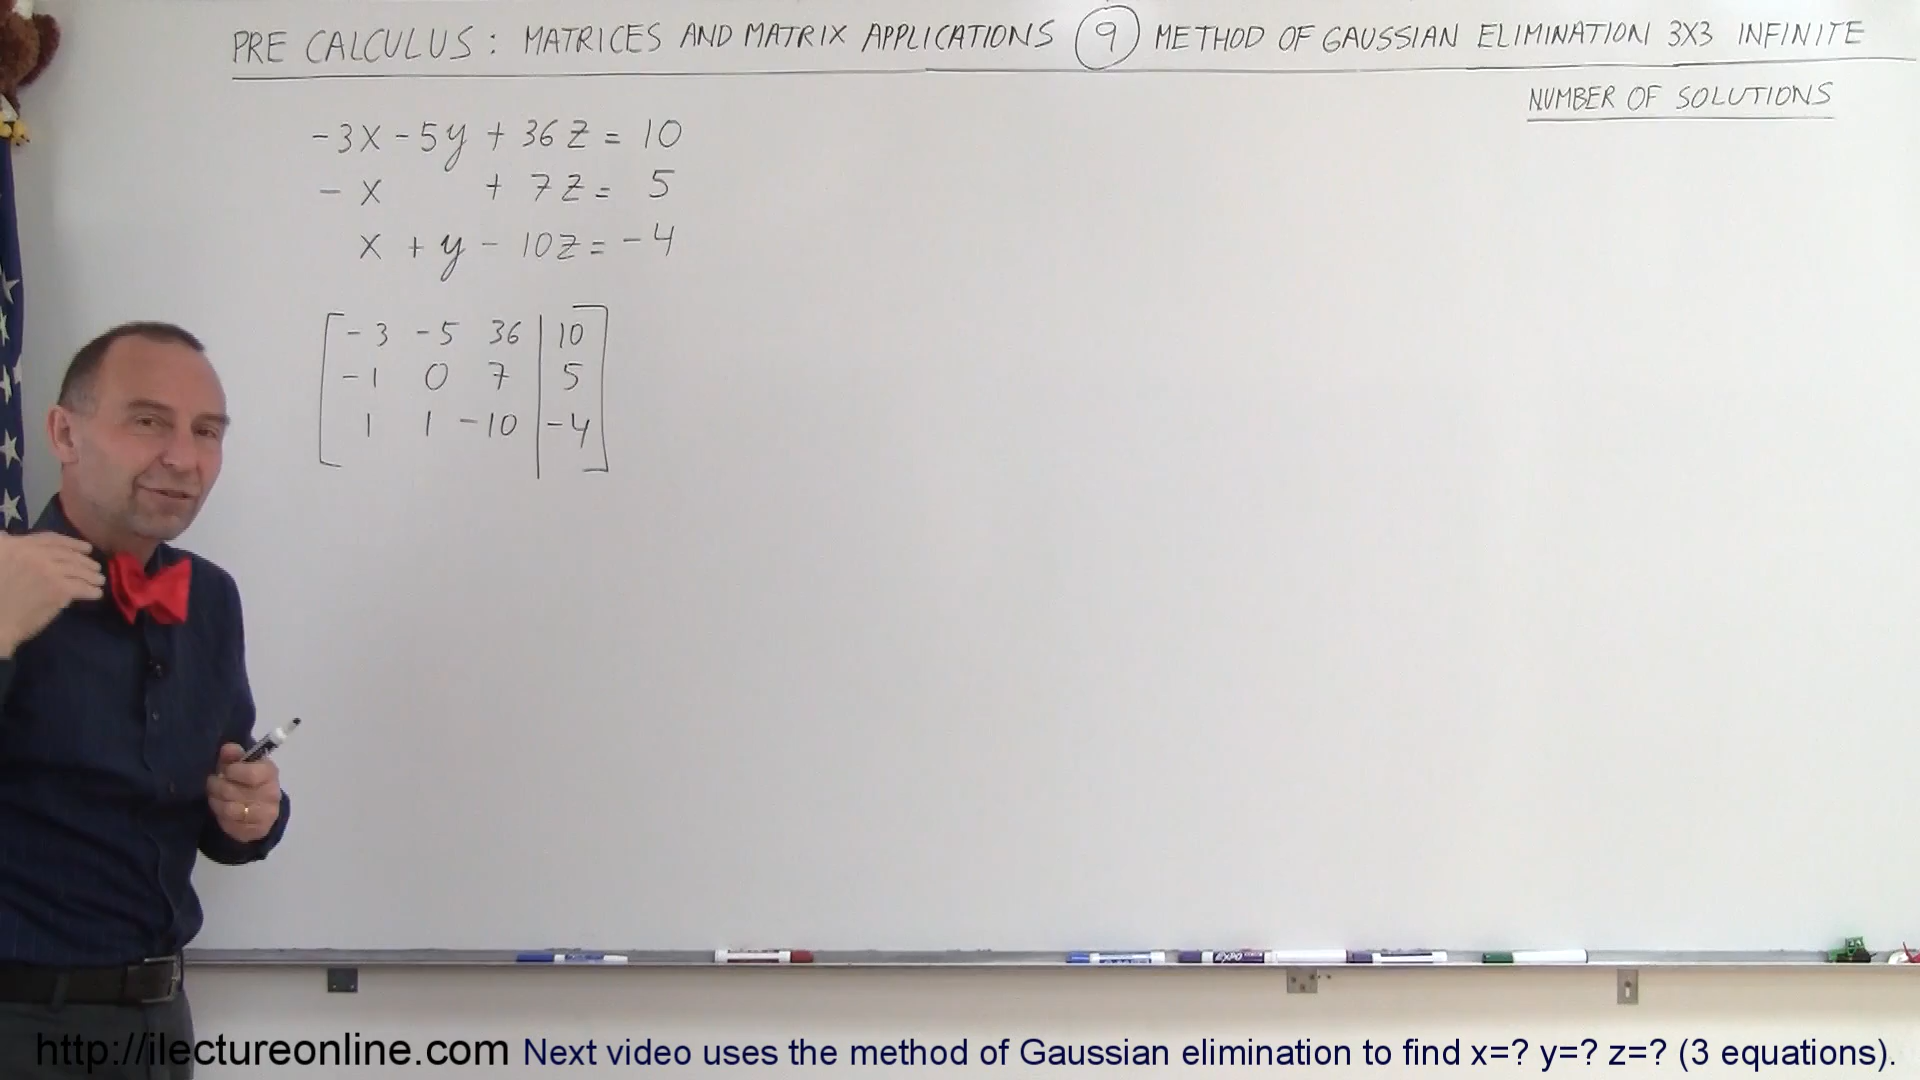 PRE CALCULUS: MATRICES AND MATRIX APPLICATIONS 9 METHOD OF GAUSSIAN ELIMINATION 3X3 INFINITE
NUMBER OF SOLUTIONS
-3x - 5y + 36z = 10
- x + 7z = 5
x + y - 10z = -4
-3 -5 36 | 10
-1 0 7 | 5
1 1 -10 | -4
EXPO
http://ilectureonline.com Next video uses the method of Gaussian elimination to find x=? y=? z=? (3 equations).